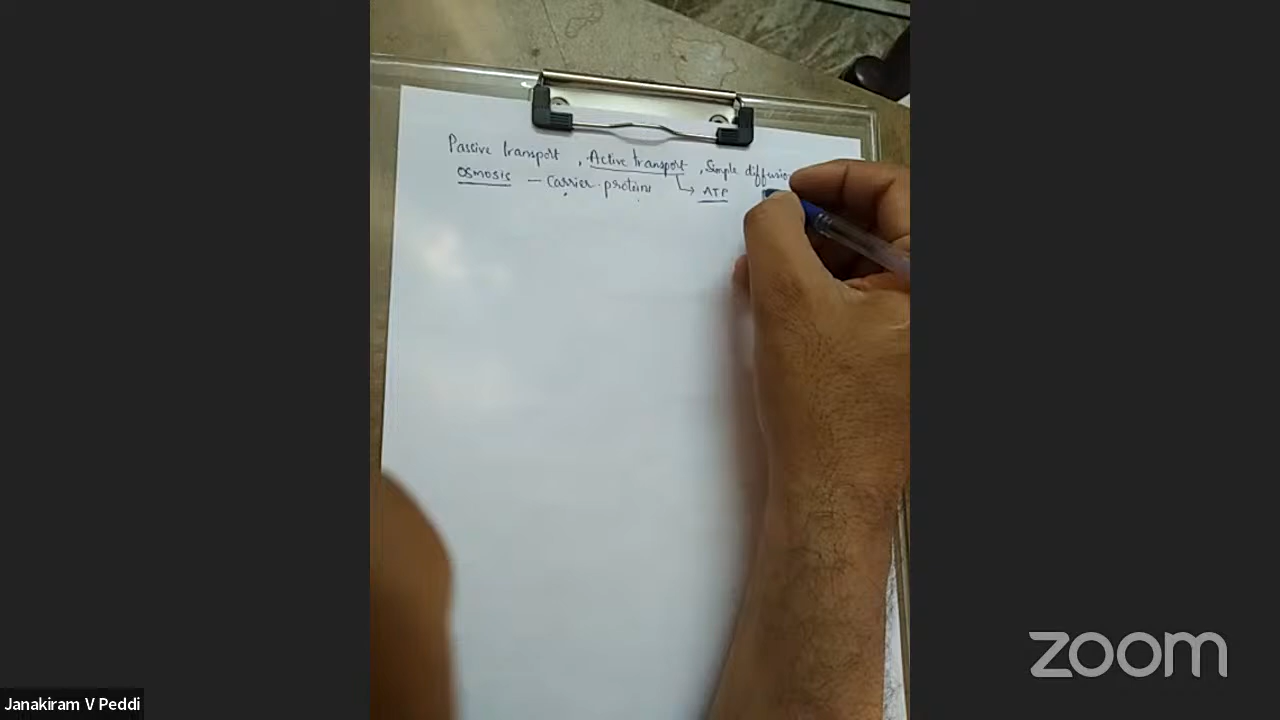 Passive transport , Active transport , Simple diffusion
osmosis – Carrier proteins → ATP
zoom
Janakiram V Peddi